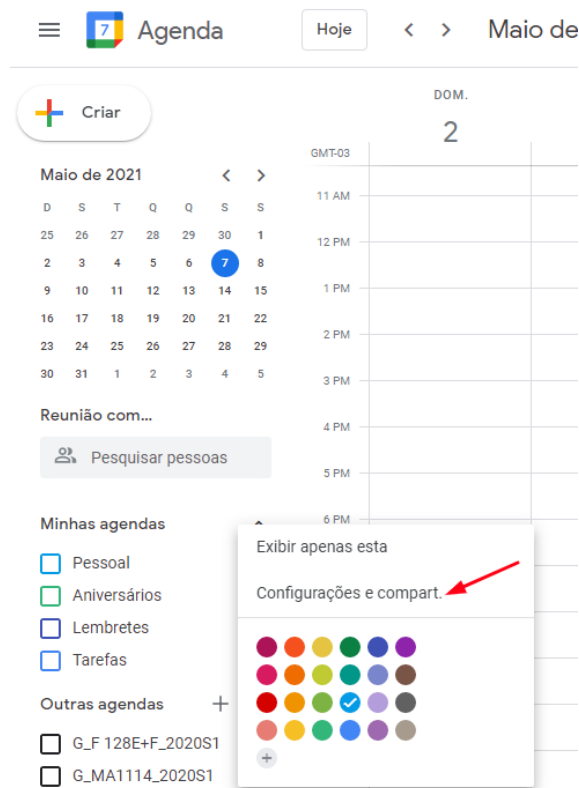 7 Agenda Hoje Maio de
Criar
Maio de 2021
D S T Q Q S S
25 26 27 28 29 30 1
2 3 4 5 6 7 8
9 10 11 12 13 14 15
16 17 18 19 20 21 22
23 24 25 26 27 28 29
30 31 1 2 3 4 5
Reunião com...
Pesquisar pessoas
Minhas agendas
Pessoal
Aniversários
Lembretes
Tarefas
Outras agendas
G_F 128E+F_2020S1
G_MA1114_2020S1
DOM.
2
GMT-03
11 AM
12 PM
1 PM
2 PM
3 PM
4 PM
5 PM
6 PM
Exibir apenas esta
Configurações e compart.